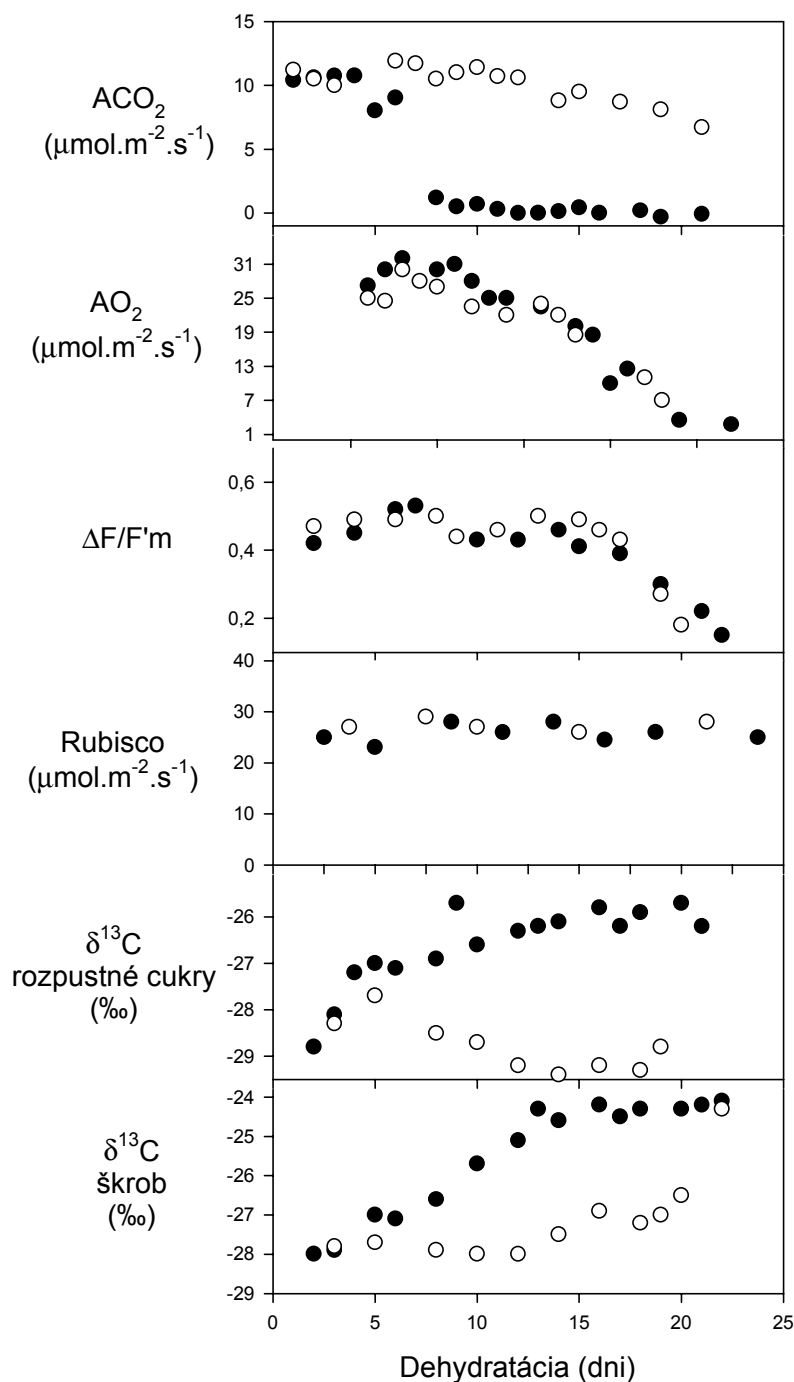 15
10
5
0
ACO₂
(μmol.m⁻².s⁻¹)
31
25
19
13
7
1
AO₂
(μmol.m⁻².s⁻¹)
0,6
0,4
0,2
ΔF/F'm
40
30
20
10
0
Rubisco
(μmol.m⁻².s⁻¹)
-26
-27
-28
-29
δ¹³C
rozpustné cukry
(‰)
-24
-25
-26
-27
-28
-29
δ¹³C
škrob
(‰)
0 5 10 15 20 25
Dehydratácia (dni)